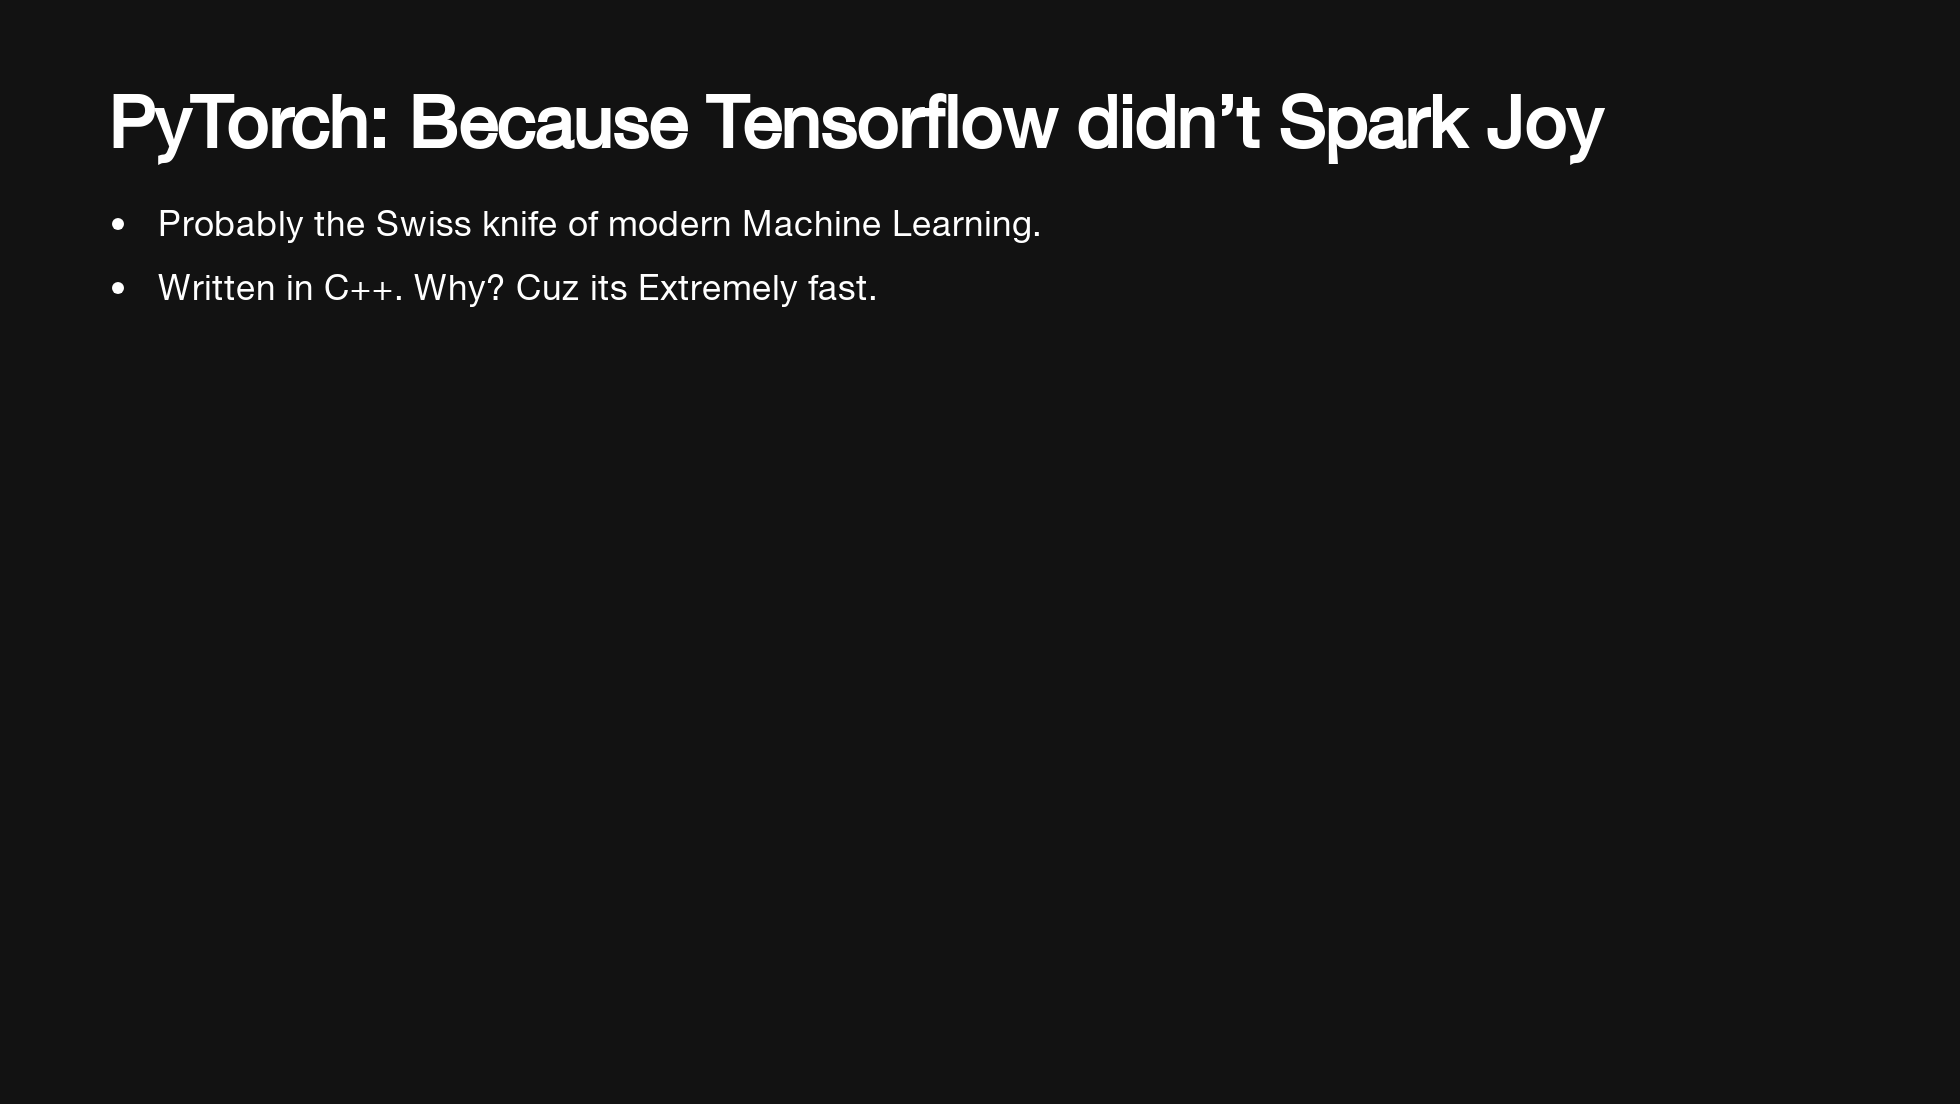 PyTorch: Because Tensorflow didn’t Spark Joy
• Probably the Swiss knife of modern Machine Learning.
• Written in C++. Why? Cuz its Extremely fast.